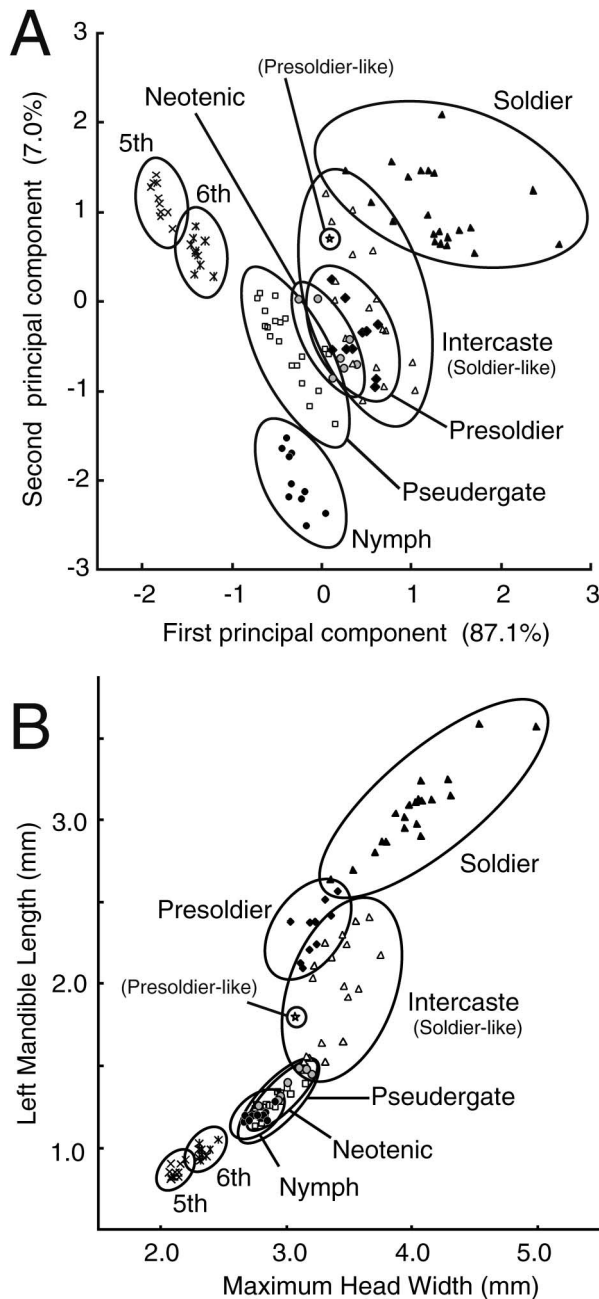 A
3
2
1
0
-1
-2
-3
Second principal component (7.0%)
(Presoldier-like)
Neotenic
Soldier
5th
6th
Intercaste
(Soldier-like)
Presoldier
Pseudergate
Nymph
-2 -1 0 1 2 3
First principal component (87.1%)
B
3.0
2.0
1.0
Left Mandible Length (mm)
Soldier
Presoldier
(Presoldier-like)
Intercaste
(Soldier-like)
Pseudergate
Neotenic
Nymph
6th
5th
2.0 3.0 4.0 5.0
Maximum Head Width (mm)